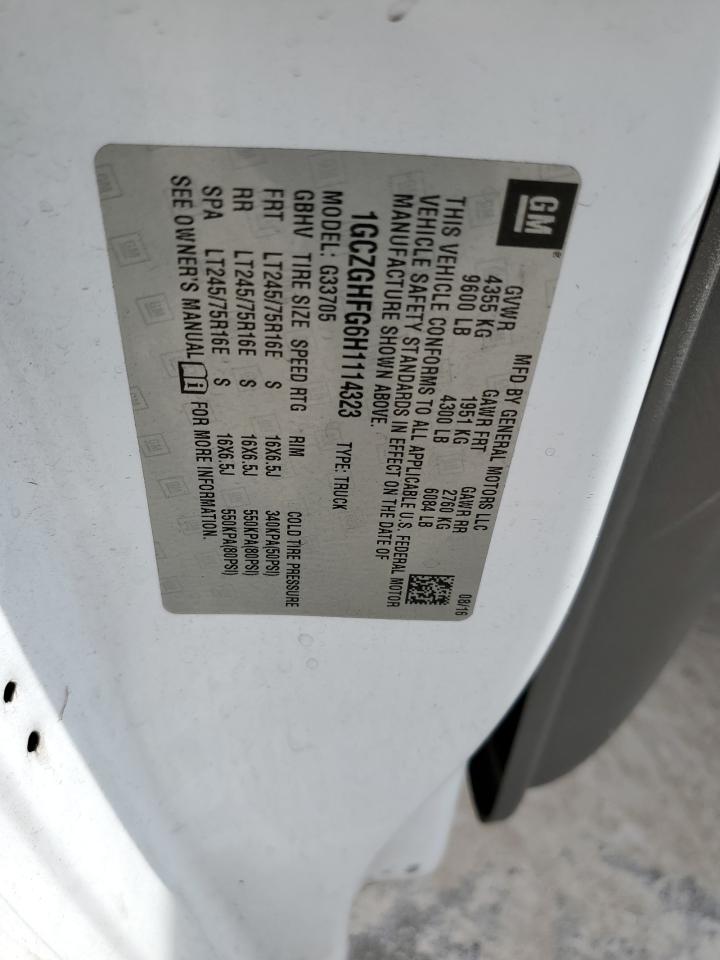 GM
MFD BY GENERAL MOTORS LLC 08/16
GVWR GAWR FRT GAWR RR
4355 KG 1951 KG 2760 KG
9600 LB 4300 LB 6084 LB
THIS VEHICLE CONFORMS TO ALL APPLICABLE U.S. FEDERAL MOTOR
VEHICLE SAFETY STANDARDS IN EFFECT ON THE DATE OF
MANUFACTURE SHOWN ABOVE.
1GCZGHFG6H1114323 TYPE: TRUCK
MODEL: G33705
GBHV TIRE SIZE SPEED RTG RIM COLD TIRE PRESSURE
FRT LT245/75R16E S 16X6.5J 340KPA(50PSI)
RR LT245/75R16E S 16X6.5J 550KPA(80PSI)
SPA LT245/75R16E S 16X6.5J 550KPA(80PSI)
SEE OWNER'S MANUAL FOR MORE INFORMATION.